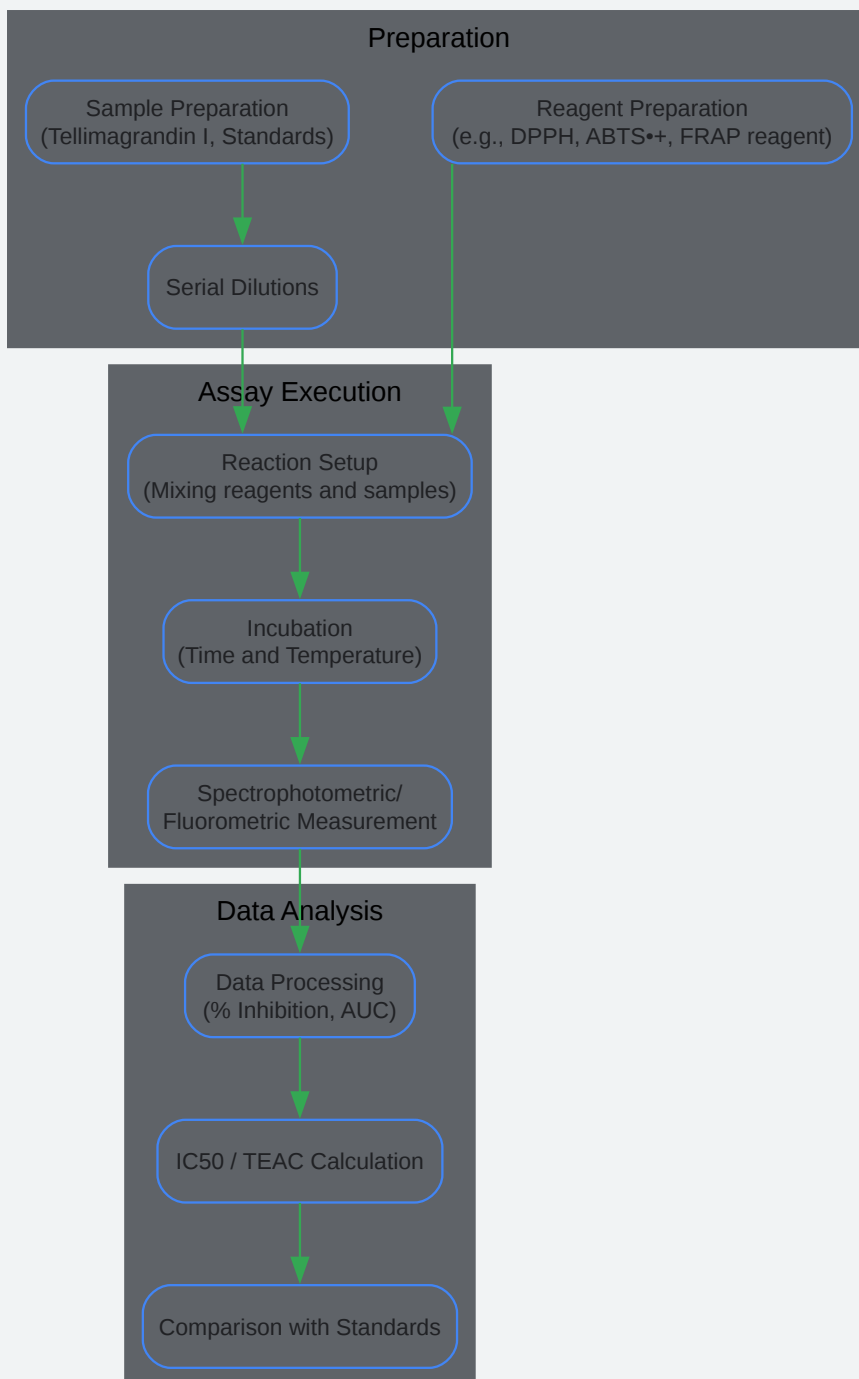 Preparation
Sample Preparation
(Tellimagrandin I, Standards)
Reagent Preparation
(e.g., DPPH, ABTS•+, FRAP reagent)
Serial Dilutions
Assay Execution
Reaction Setup
(Mixing reagents and samples)
Incubation
(Time and Temperature)
Spectrophotometric/
Fluorometric Measurement
Data Analysis
Data Processing
(% Inhibition, AUC)
IC50 / TEAC Calculation
Comparison with Standards